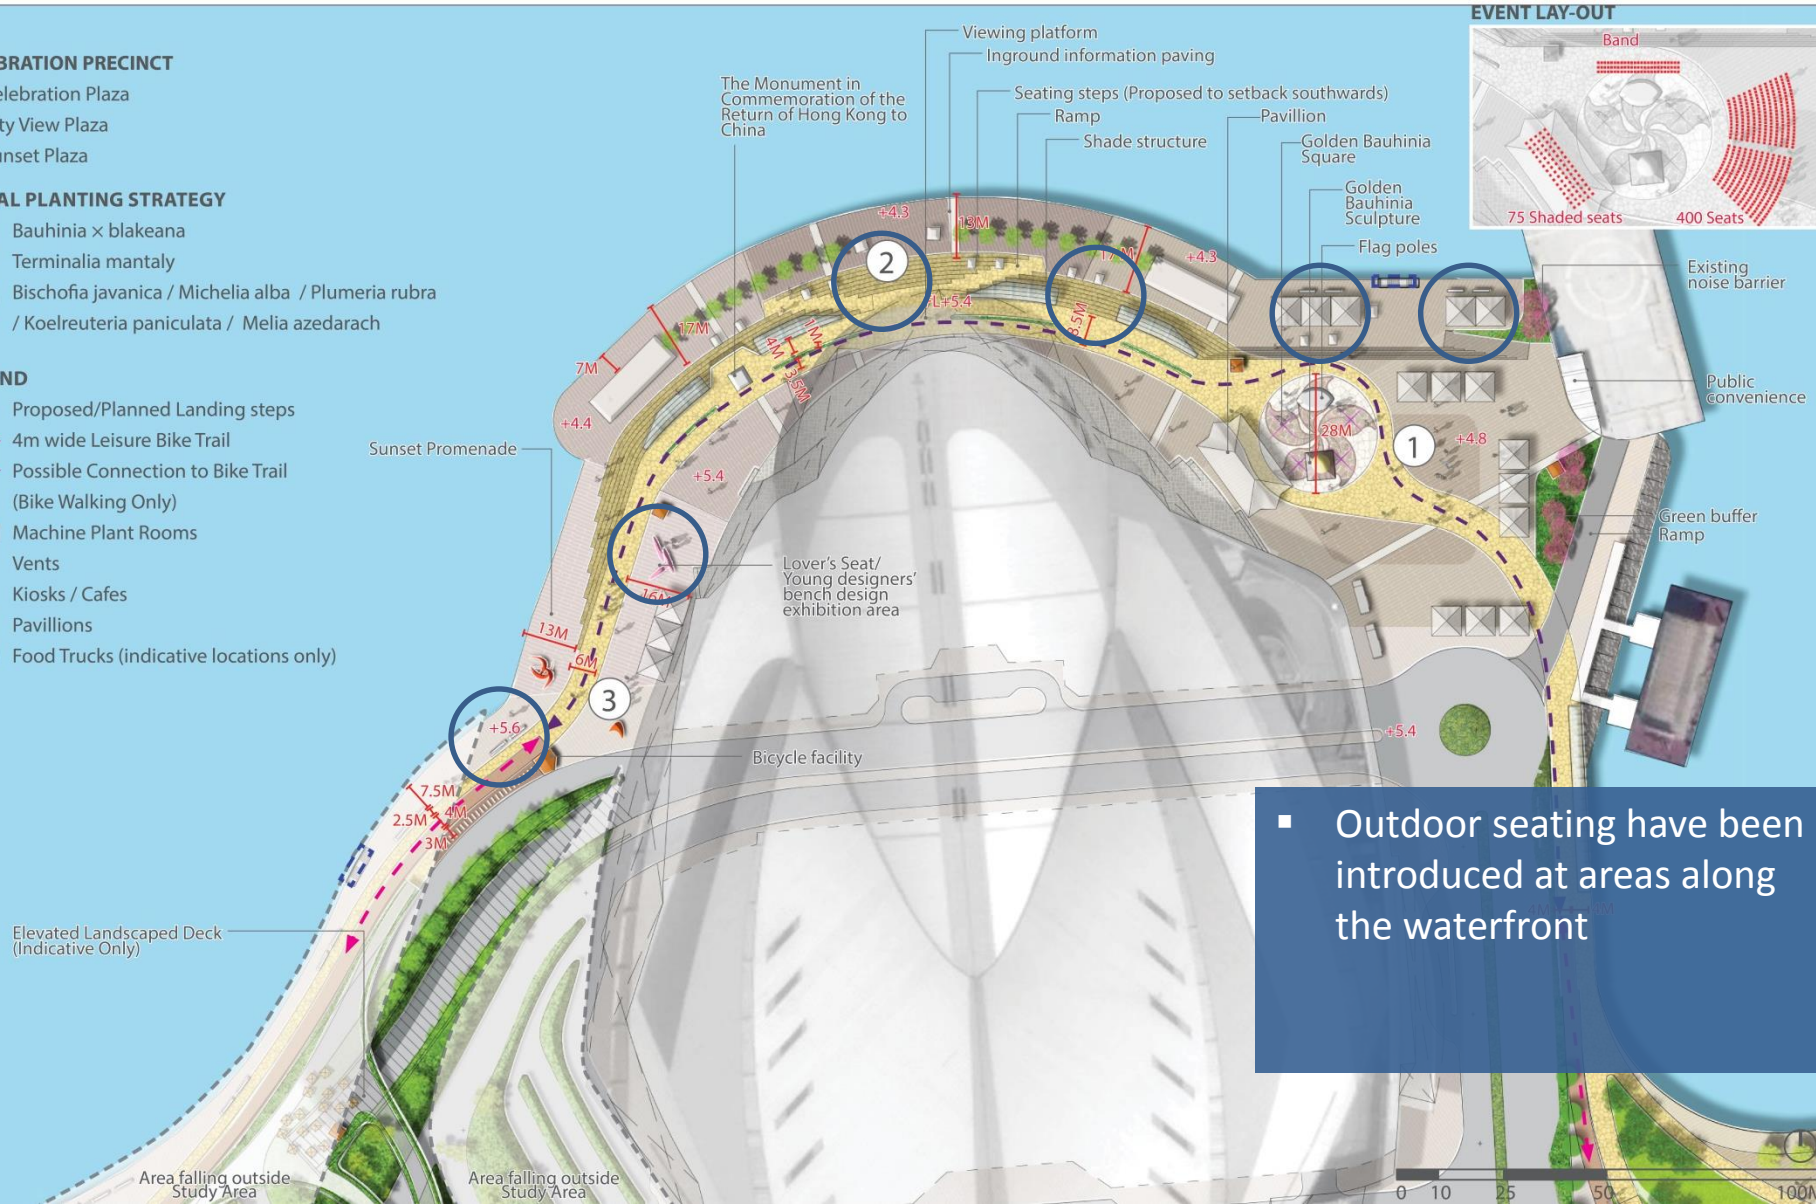 EVENT LAY-OUT
Band
75 Shaded seats
400 Seats
BRATION PRECINCT
elebration Plaza
ty View Plaza
unset Plaza
AL PLANTING STRATEGY
Bauhinia × blakeana
Terminalia mantaly
Bischofia javanica / Michelia alba / Plumeria rubra
/ Koelreuteria paniculata / Melia azedarach
ND
Proposed/Planned Landing steps
4m wide Leisure Bike Trail
Possible Connection to Bike Trail
(Bike Walking Only)
Machine Plant Rooms
Vents
Kiosks / Cafes
Pavillions
Food Trucks (indicative locations only)
Viewing platform
Inground information paving
The Monument in
Commemoration of the
Return of Hong Kong to
China
Seating steps (Proposed to setback southwards)
Ramp
Shade structure
Pavillion
Golden Bauhinia
Square
Golden
Bauhinia
Sculpture
Flag poles
Existing
noise barrier
Public
convenience
Green buffer
Ramp
+4.3
13M
2
17M
+4.3
+5.4
3.5M
17M
1M
4M
3.5M
7M
+4.4
28M
1
+4.8
Sunset Promenade
+5.4
Lover's Seat/
Young designers'
bench design
exhibition area
16M
13M
6M
3
+5.6
+5.4
Bicycle facility
7.5M
4M
2.5M
3M
▪ Outdoor seating have been
introduced at areas along
the waterfront
Elevated Landscaped Deck
(Indicative Only)
Area falling outside
Study Area
Area falling outside
Study Area
0 10 25 50 100M